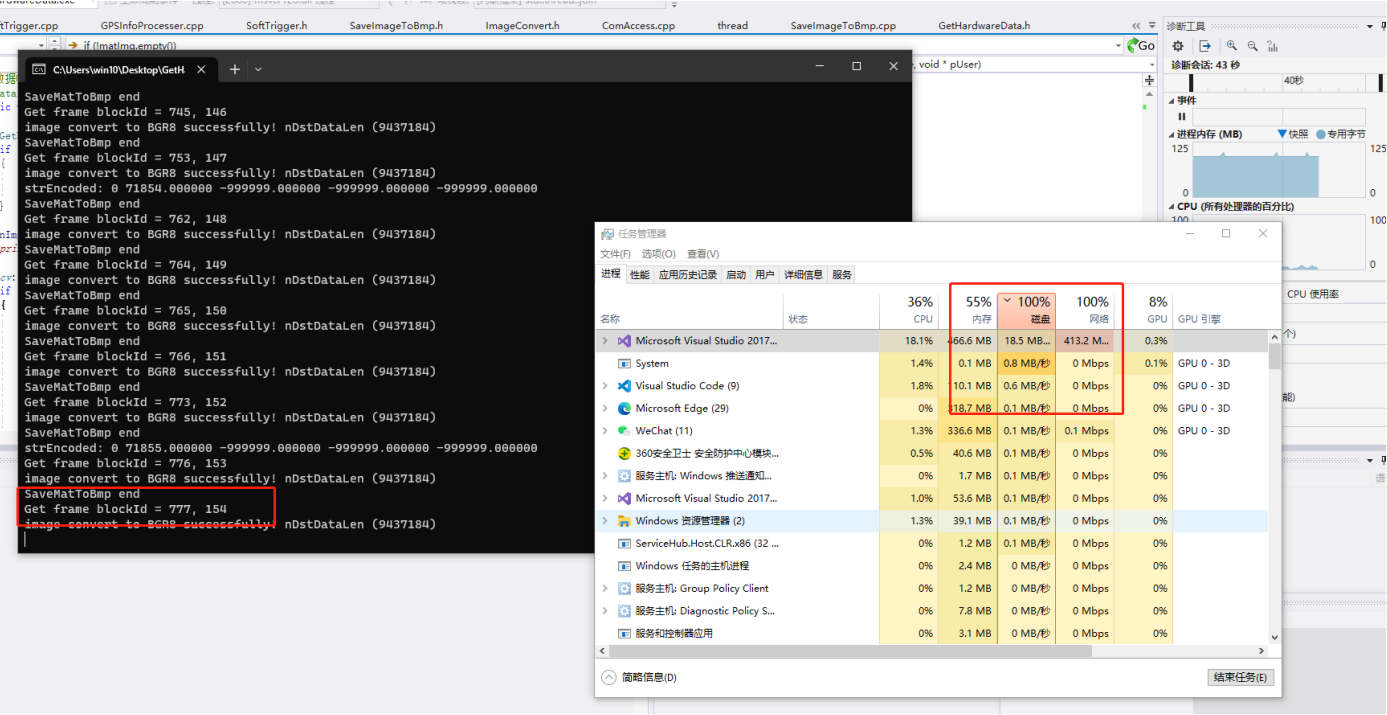 GPSInfoProcesser.cpp SoftTrigger.h SaveImageToBmp.h ImageConvert.h ComAccess.cpp thread SaveImageToBmp.cpp GetHardwareData.h
诊断工具
if (!matImg.empty())
Go
, void * pUser)
诊断会话: 43 秒
40秒
事件
进程内存 (MB) 快照 专用字节
125 125
0 0
CPU (所有处理器的百分比)
100 100
0
CPU 使用率
C:\Users\win10\Desktop\GetH
SaveMatToBmp end
Get frame blockId = 745, 146
image convert to BGR8 successfully! nDstDataLen (9437184)
SaveMatToBmp end
Get frame blockId = 753, 147
image convert to BGR8 successfully! nDstDataLen (9437184)
strEncoded: 0 71854.000000 -999999.000000 -999999.000000 -999999.000000
SaveMatToBmp end
Get frame blockId = 762, 148
image convert to BGR8 successfully! nDstDataLen (9437184)
SaveMatToBmp end
Get frame blockId = 764, 149
image convert to BGR8 successfully! nDstDataLen (9437184)
SaveMatToBmp end
Get frame blockId = 765, 150
image convert to BGR8 successfully! nDstDataLen (9437184)
SaveMatToBmp end
Get frame blockId = 766, 151
image convert to BGR8 successfully! nDstDataLen (9437184)
SaveMatToBmp end
Get frame blockId = 773, 152
image convert to BGR8 successfully! nDstDataLen (9437184)
SaveMatToBmp end
strEncoded: 0 71855.000000 -999999.000000 -999999.000000 -999999.000000
Get frame blockId = 776, 153
image convert to BGR8 successfully! nDstDataLen (9437184)
SaveMatToBmp end
Get frame blockId = 777, 154
image convert to BGR8 successfully! nDstDataLen (9437184)
任务管理器
文件(F) 选项(O) 查看(V)
进程 性能 应用历史记录 启动 用户 详细信息 服务
36% 55% 100% 100% 8%
名称 状态 CPU 内存 磁盘 网络 GPU GPU 引擎
Microsoft Visual Studio 2017... 18.1% 466.6 MB 18.5 MB... 413.2 M... 0.3%
System 1.4% 0.1 MB 0.8 MB/秒 0 Mbps 0.1% GPU 0 - 3D
Visual Studio Code (9) 1.8% 110.1 MB 0.6 MB/秒 0 Mbps 0% GPU 0 - 3D
Microsoft Edge (29) 0% 318.7 MB 0.1 MB/秒 0 Mbps 0% GPU 0 - 3D
WeChat (11) 1.3% 336.6 MB 0.1 MB/秒 0.1 Mbps 0% GPU 0 - 3D
360安全卫士 安全防护中心模块... 0.5% 40.6 MB 0.1 MB/秒 0 Mbps 0%
服务主机: Windows 推送通知... 0% 1.7 MB 0.1 MB/秒 0 Mbps 0%
Microsoft Visual Studio 2017... 1.0% 53.6 MB 0.1 MB/秒 0 Mbps 0%
Windows 资源管理器 (2) 1.3% 39.1 MB 0.1 MB/秒 0 Mbps 0%
ServiceHub.Host.CLR.x86 (32 ... 0% 1.2 MB 0.1 MB/秒 0 Mbps 0%
Windows 任务的主机进程 0% 2.4 MB 0 MB/秒 0 Mbps 0%
服务主机: Group Policy Client 0% 1.2 MB 0 MB/秒 0 Mbps 0%
服务主机: Diagnostic Policy S... 0% 7.8 MB 0 MB/秒 0 Mbps 0%
服务和控制器应用 0% 3.1 MB 0 MB/秒 0 Mbps 0%
简略信息(D) 结束任务(E)